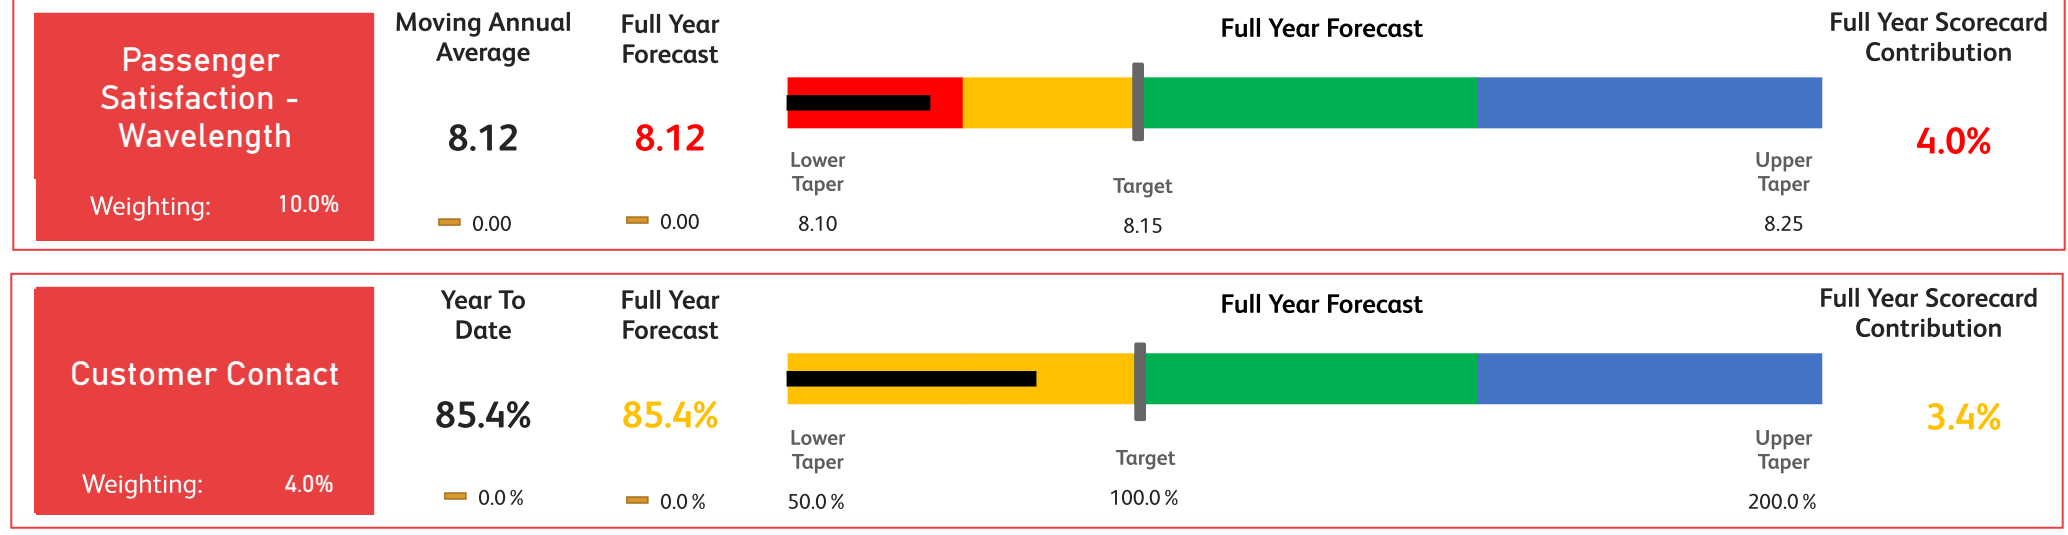 Passenger
Satisfaction -
Wavelength
Weighting: 10.0%
Moving Annual
Average
8.12
0.00
Full Year
Forecast
8.12
0.00
Full Year Forecast
Lower
Taper
8.10
Target
8.15
Upper
Taper
8.25
Full Year Scorecard
Contribution
4.0%
Customer Contact
Weighting: 4.0%
Year To
Date
85.4%
0.0%
Full Year
Forecast
85.4%
0.0%
Full Year Forecast
Lower
Taper
50.0%
Target
100.0%
Upper
Taper
200.0%
Full Year Scorecard
Contribution
3.4%